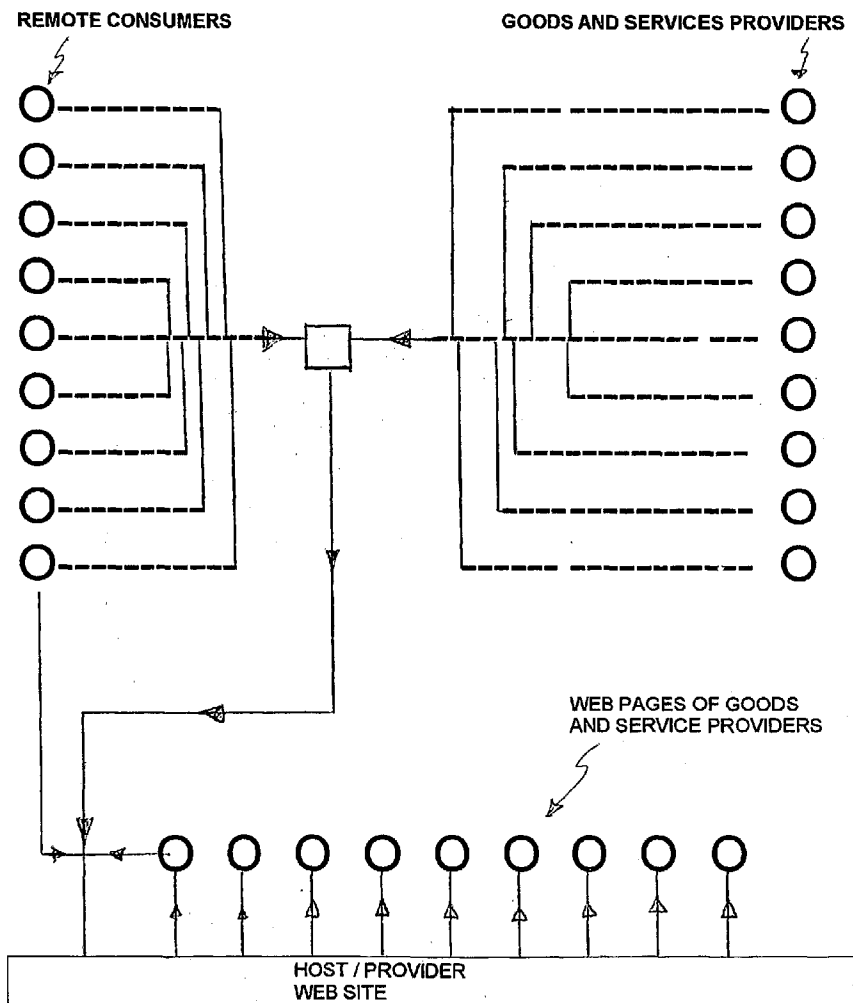 REMOTE CONSUMERS
GOODS AND SERVICES PROVIDERS
WEB PAGES OF GOODS
AND SERVICE PROVIDERS
HOST / PROVIDER
WEB SITE